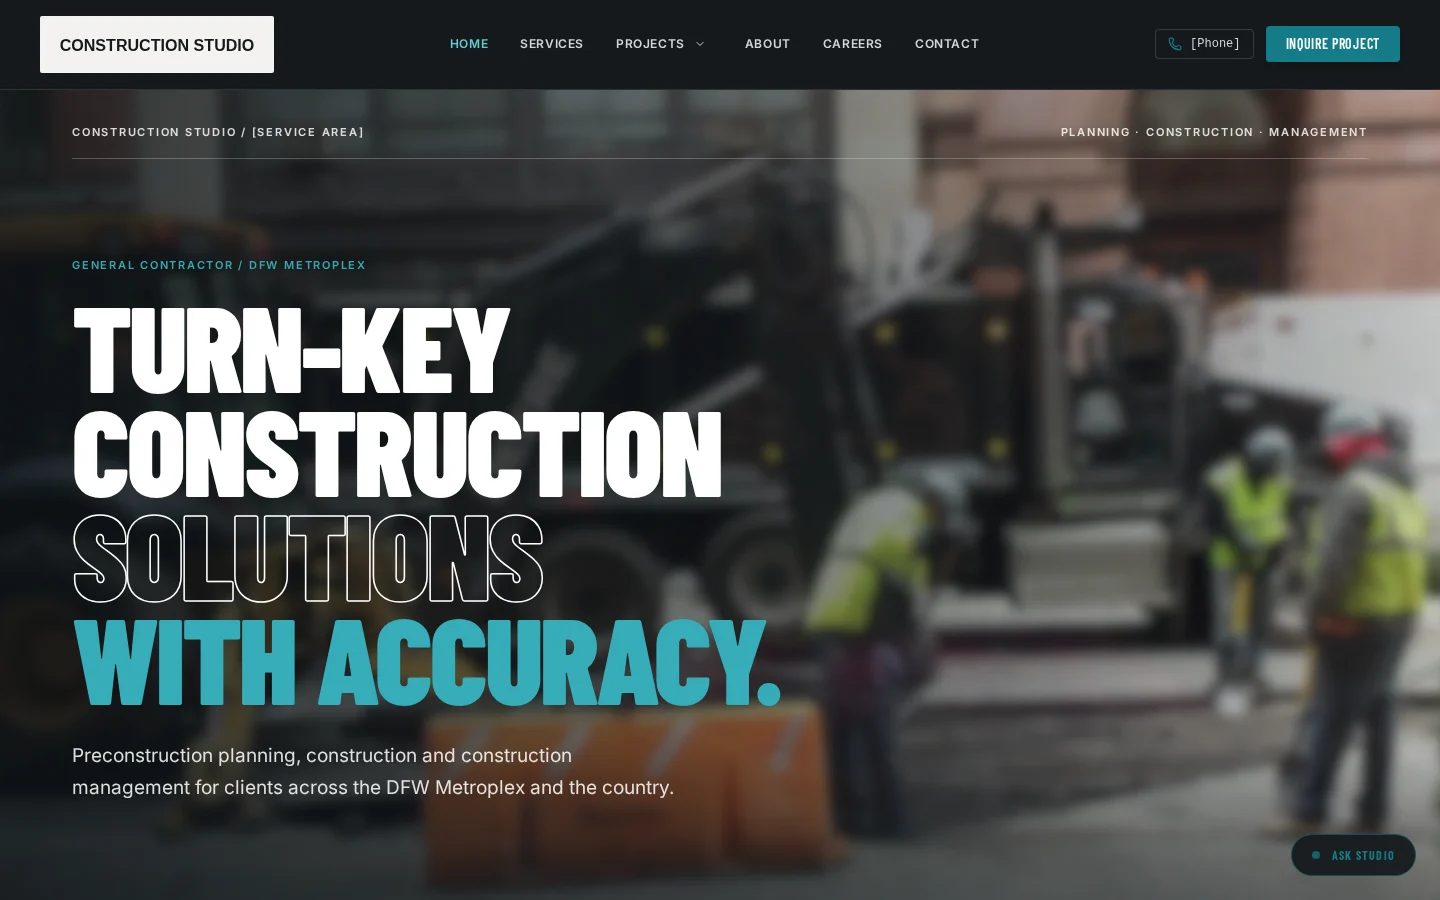 CONSTRUCTION STUDIO
HOME
SERVICES
PROJECTS
ABOUT
CAREERS
CONTACT
[Phone]
INQUIRE PROJECT
CONSTRUCTION STUDIO / [SERVICE AREA]
PLANNING · CONSTRUCTION · MANAGEMENT
GENERAL CONTRACTOR / DFW METROPLEX
TURN-KEY
CONSTRUCTION
SOLUTIONS
WITH ACCURACY.
Preconstruction planning, construction and construction
management for clients across the DFW Metroplex and the country.
ASK STUDIO